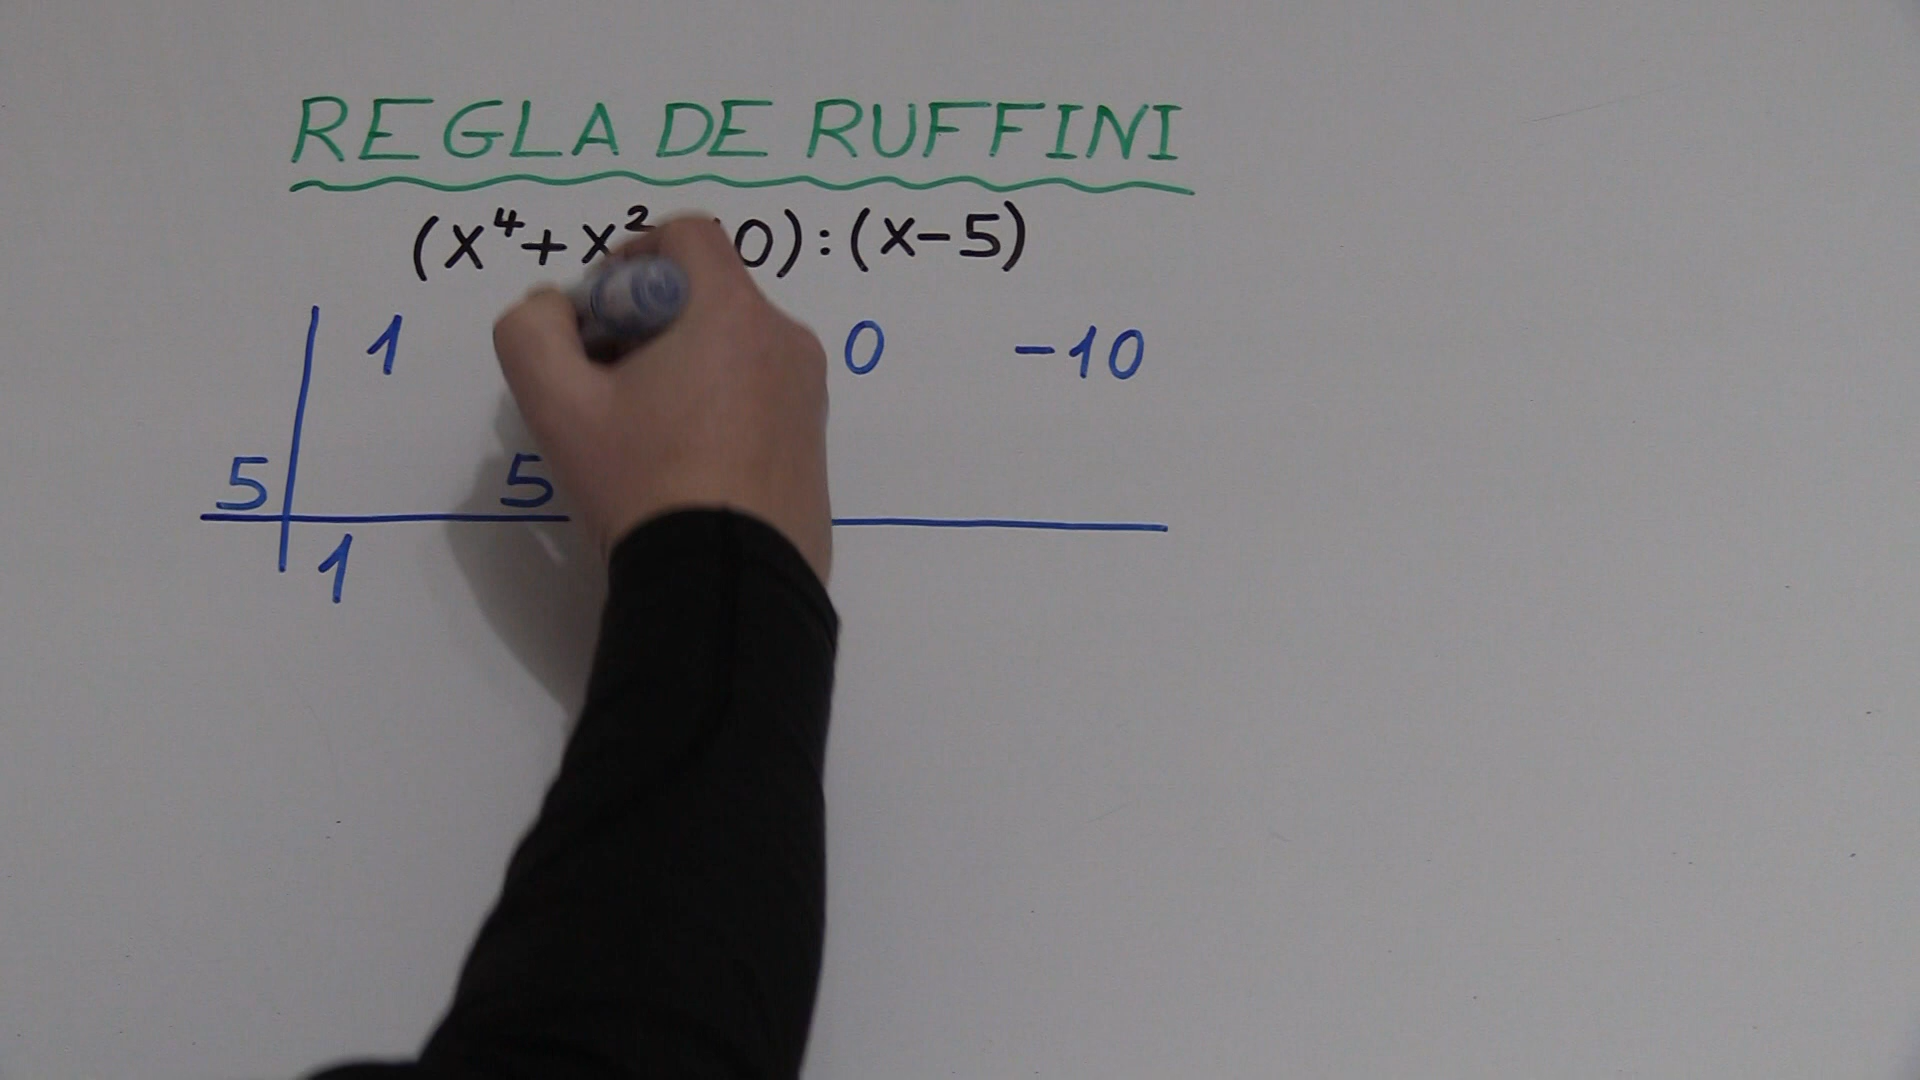 REGLA DE RUFFINI
(x⁴+x² 0):(x-5)
1 0 -10
5 5
1